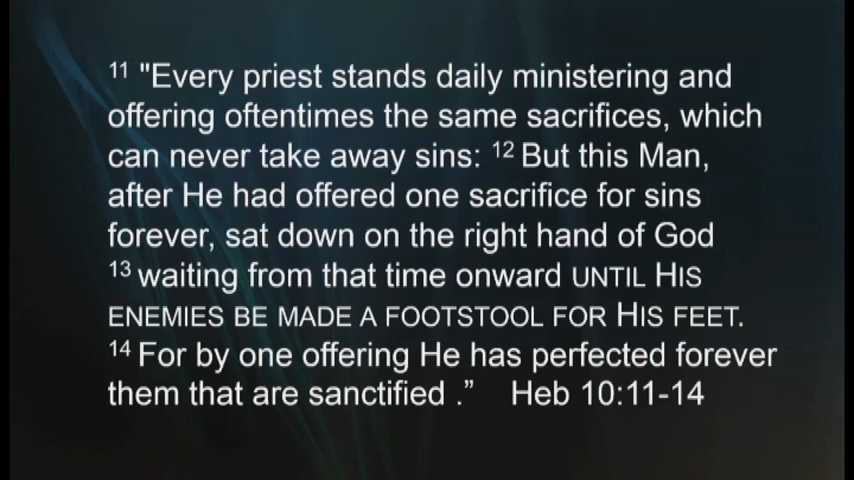 11 "Every priest stands daily ministering and
offering oftentimes the same sacrifices, which
can never take away sins: 12 But this Man,
after He had offered one sacrifice for sins
forever, sat down on the right hand of God
13 waiting from that time onward UNTIL HIS
ENEMIES BE MADE A FOOTSTOOL FOR HIS FEET.
14 For by one offering He has perfected forever
them that are sanctified .” Heb 10:11-14